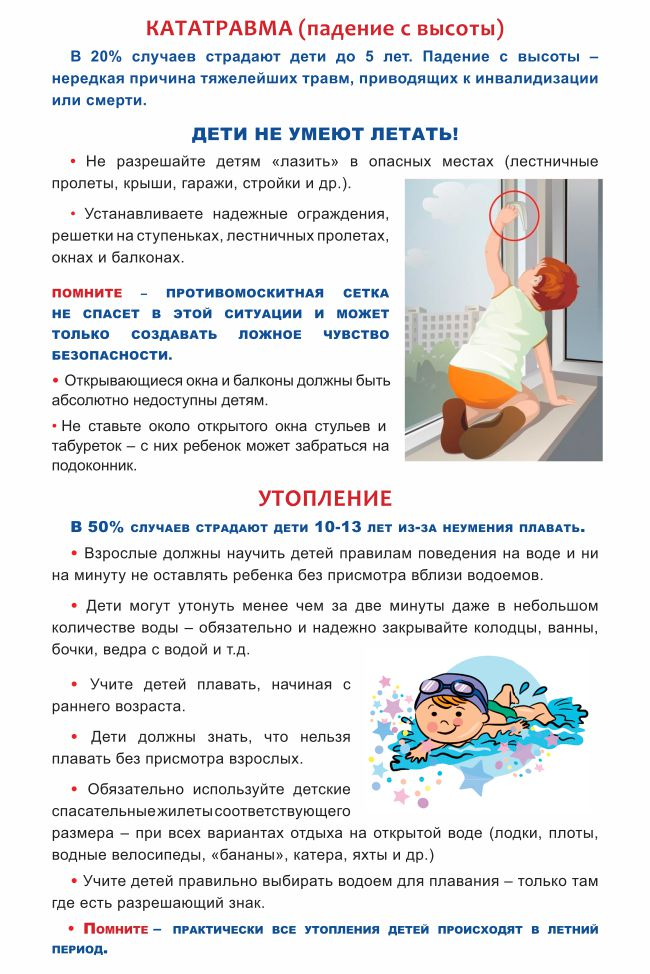 КАТАТРАВМА (падение с высоты)
В 20% случаев страдают дети до 5 лет. Падение с высоты –
нередкая причина тяжелейших травм, приводящих к инвалидизации
или смерти.
ДЕТИ НЕ УМЕЮТ ЛЕТАТЬ!
• Не разрешайте детям «лазить» в опасных местах (лестничные
пролеты, крыши, гаражи, стройки и др.).
• Устанавливаете надежные ограждения,
решетки на ступеньках, лестничных пролетах,
окнах и балконах.
ПОМНИТЕ – ПРОТИВОМОСКИТНАЯ СЕТКА
НЕ СПАСЕТ В ЭТОЙ СИТУАЦИИ И МОЖЕТ
ТОЛЬКО СОЗДАВАТЬ ЛОЖНОЕ ЧУВСТВО
БЕЗОПАСНОСТИ.
• Открывающиеся окна и балконы должны быть
абсолютно недоступны детям.
• Не ставьте около открытого окна стульев и
табуреток – с них ребенок может забраться на
подоконник.
УТОПЛЕНИЕ
В 50% СЛУЧАЕВ СТРАДАЮТ ДЕТИ 10-13 ЛЕТ ИЗ-ЗА НЕУМЕНИЯ ПЛАВАТЬ.
• Взрослые должны научить детей правилам поведения на воде и ни
на минуту не оставлять ребенка без присмотра вблизи водоемов.
• Дети могут утонуть менее чем за две минуты даже в небольшом
количестве воды – обязательно и надежно закрывайте колодцы, ванны,
бочки, ведра с водой и т.д.
• Учите детей плавать, начиная с
раннего возраста.
• Дети должны знать, что нельзя
плавать без присмотра взрослых.
• Обязательно используйте детские
спасательные жилеты соответствующего
размера – при всех вариантах отдыха на открытой воде (лодки, плоты,
водные велосипеды, «бананы», катера, яхты и др.)
• Учите детей правильно выбирать водоем для плавания – только там
где есть разрешающий знак.
• ПОМНИТЕ – ПРАКТИЧЕСКИ ВСЕ УТОПЛЕНИЯ ДЕТЕЙ ПРОИСХОДЯТ В ЛЕТНИЙ
ПЕРИОД.